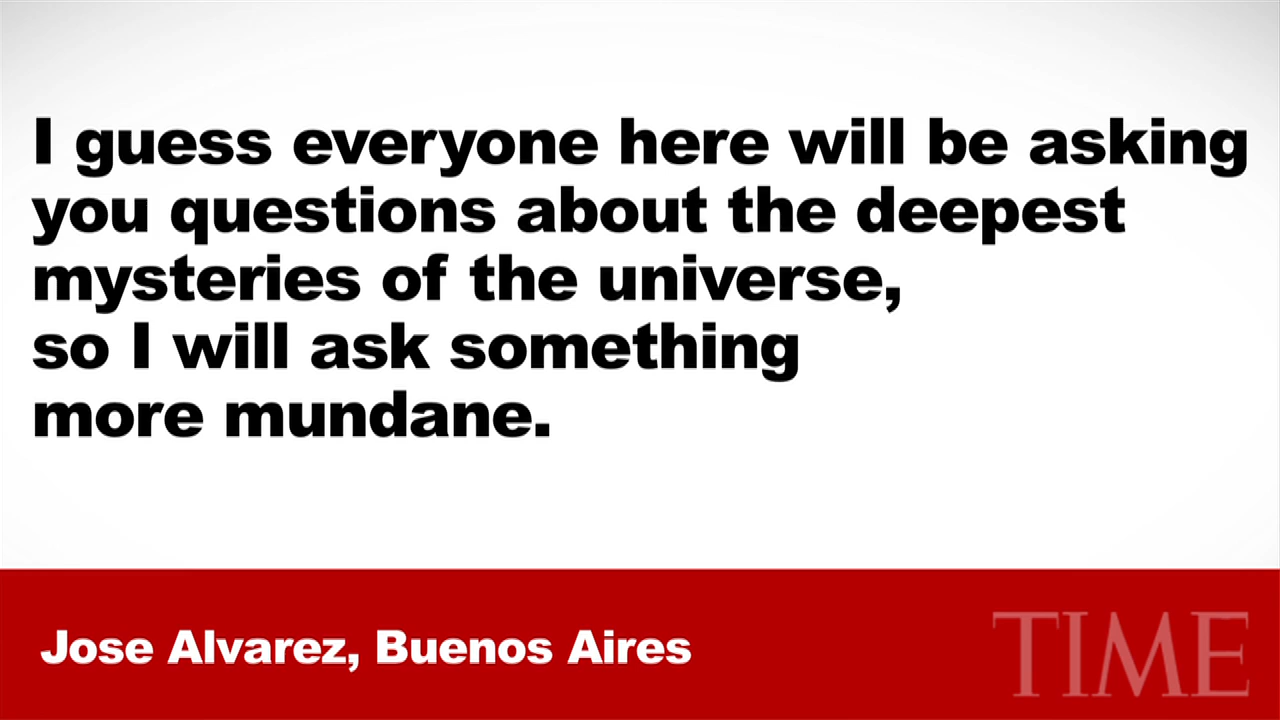 I guess everyone here will be asking
you questions about the deepest
mysteries of the universe,
so I will ask something
more mundane.
Jose Alvarez, Buenos Aires
TIME